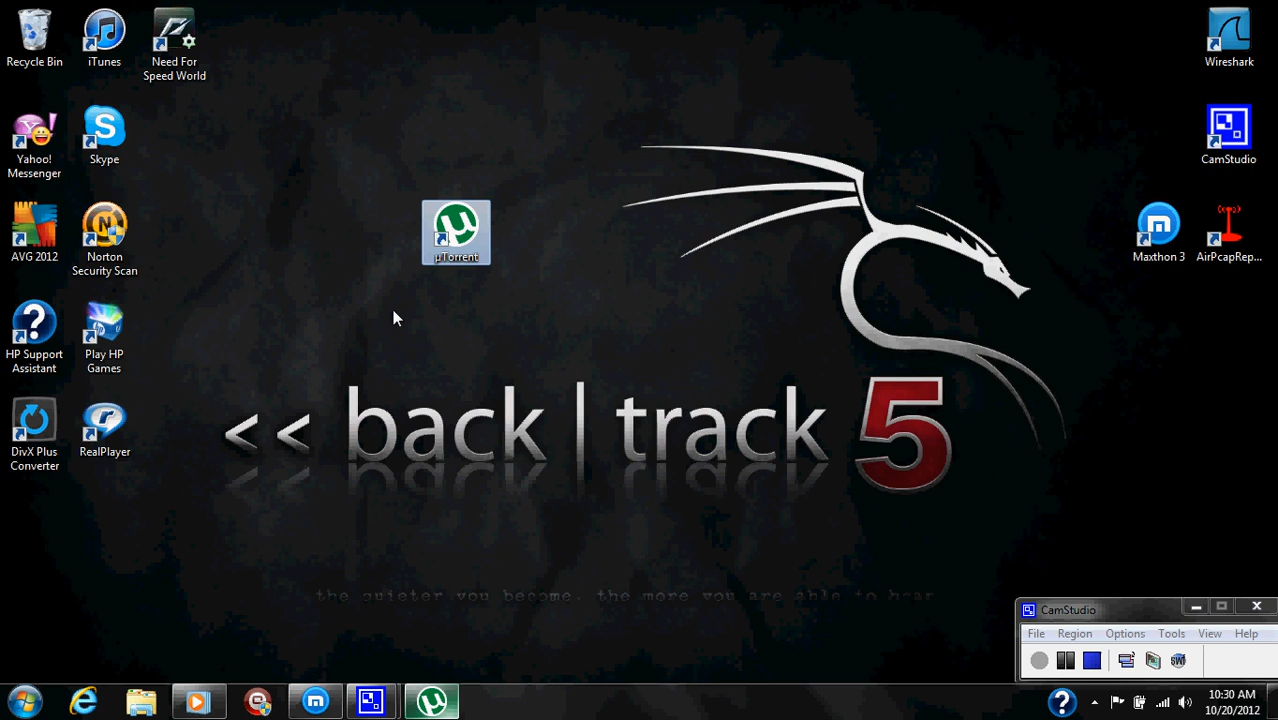 Recycle Bin
iTunes
Need For
Speed World
Wireshark
Yahoo!
Messenger
Skype
CamStudio
µTorrent
AVG 2012
Norton
Security Scan
Maxthon 3
AirPcapRep...
HP Support
Assistant
Play HP
Games
<< back | track 5
DivX Plus
Converter
RealPlayer
the quieter you become, the more you are able to hear
CamStudio
File Region Options Tools View Help
SWF
10:30 AM
10/20/2012